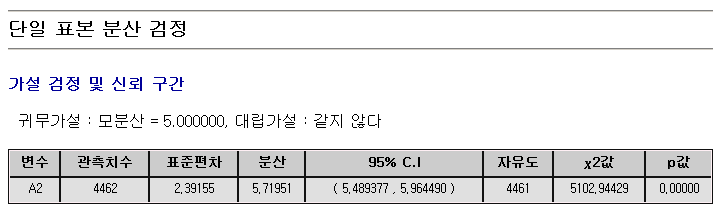 단일 표본 분산 검정
가설 검정 및 신뢰 구간
귀무가설 : 모분산 = 5.000000, 대립가설 : 같지 않다
변수 관측치수 표준편차 분산 95% C.I 자유도 χ2값 p값
A2 4462 2.39155 5.71951 ( 5.489377 , 5.964490 ) 4461 5102.94429 0.00000